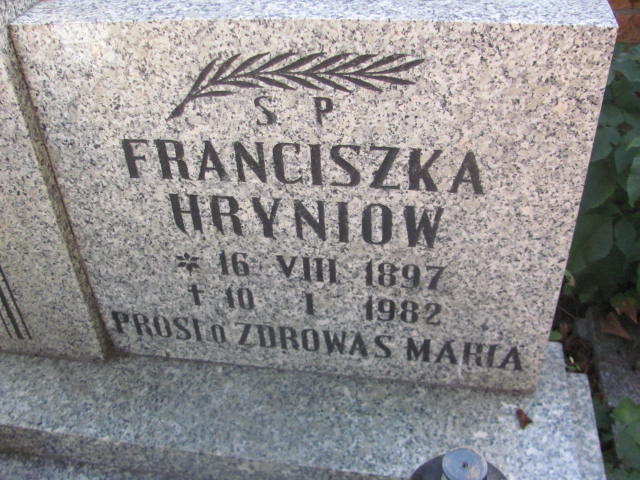 S P
FRANCISZKA
HRYNIOW
* 16 VIII 1897
† 10 I 1982
PROSI O ZDROWAS MARIA